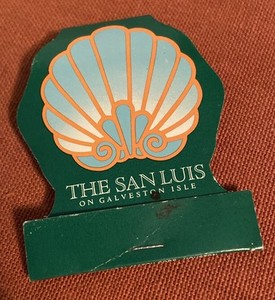 THE SAN LUIS
ON GALVESTON ISLE